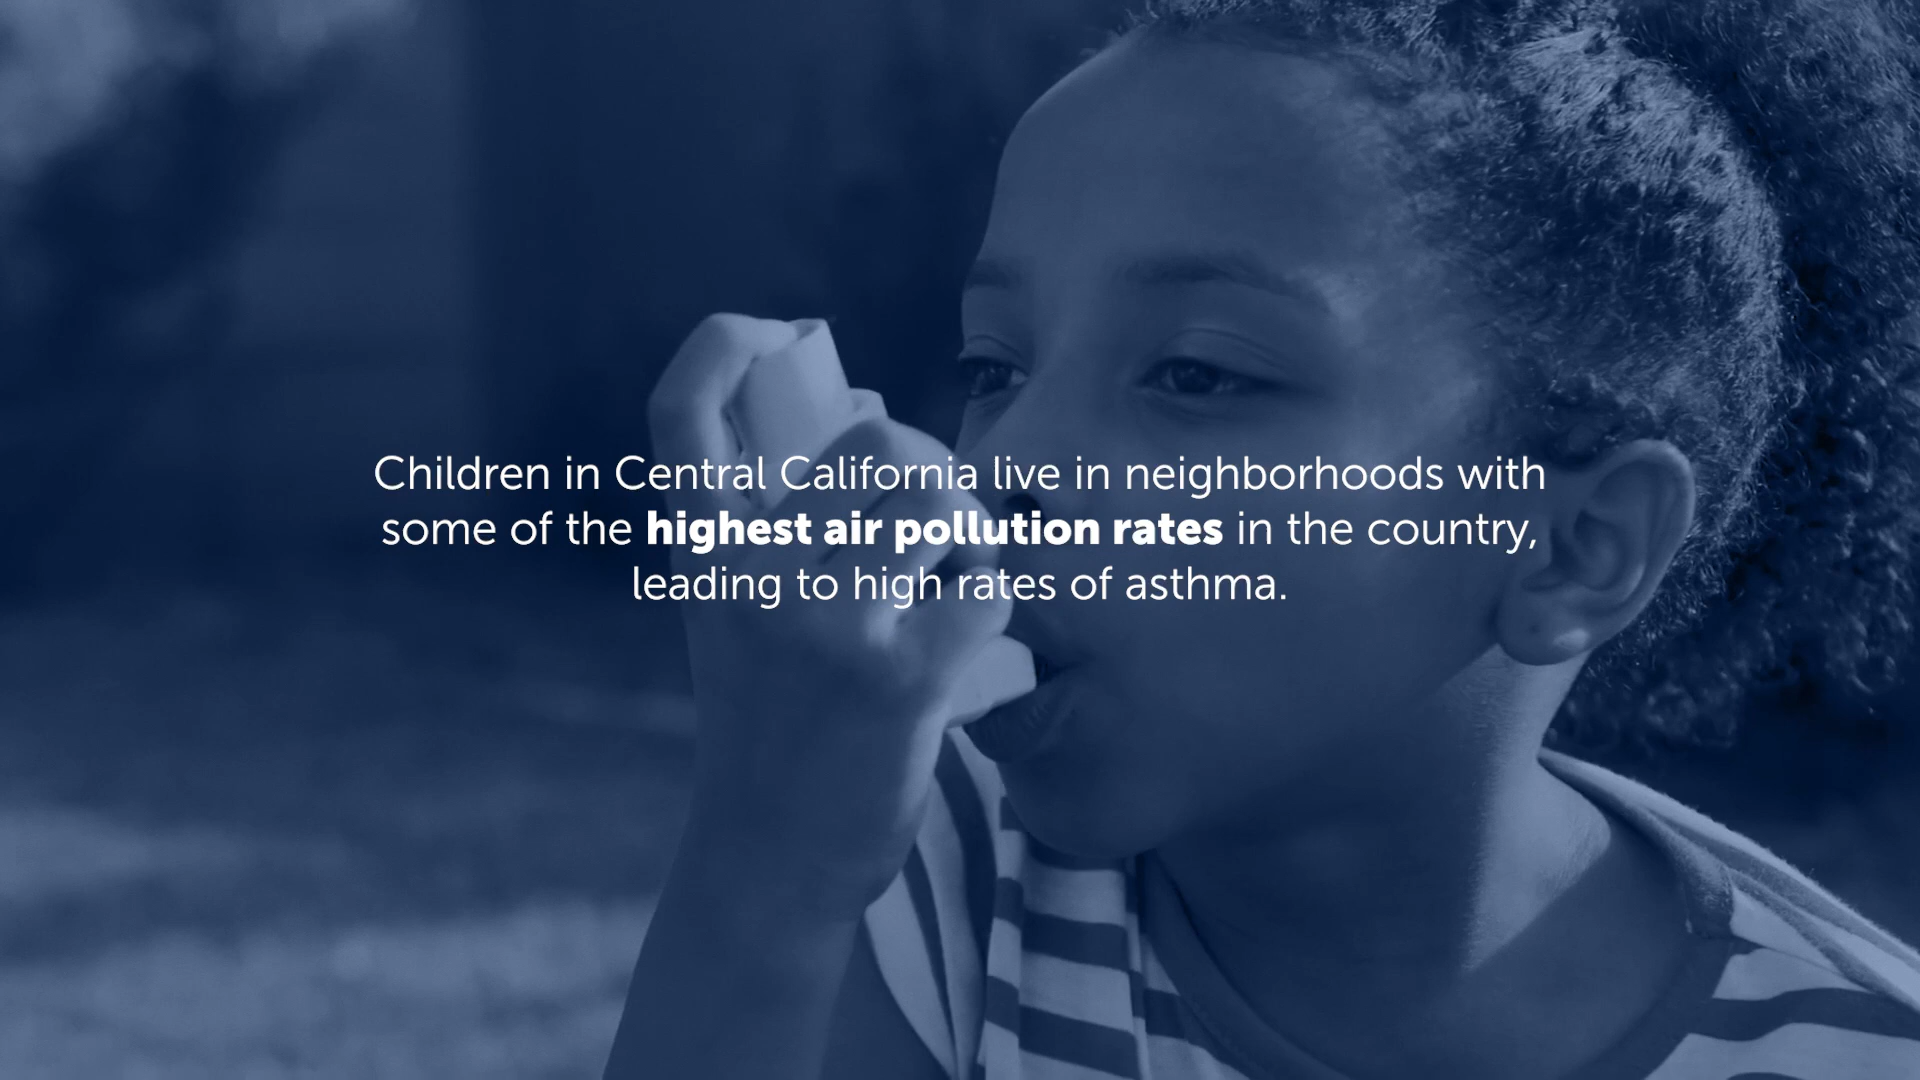 Children in Central California live in neighborhoods with
some of the highest air pollution rates in the country,
leading to high rates of asthma.